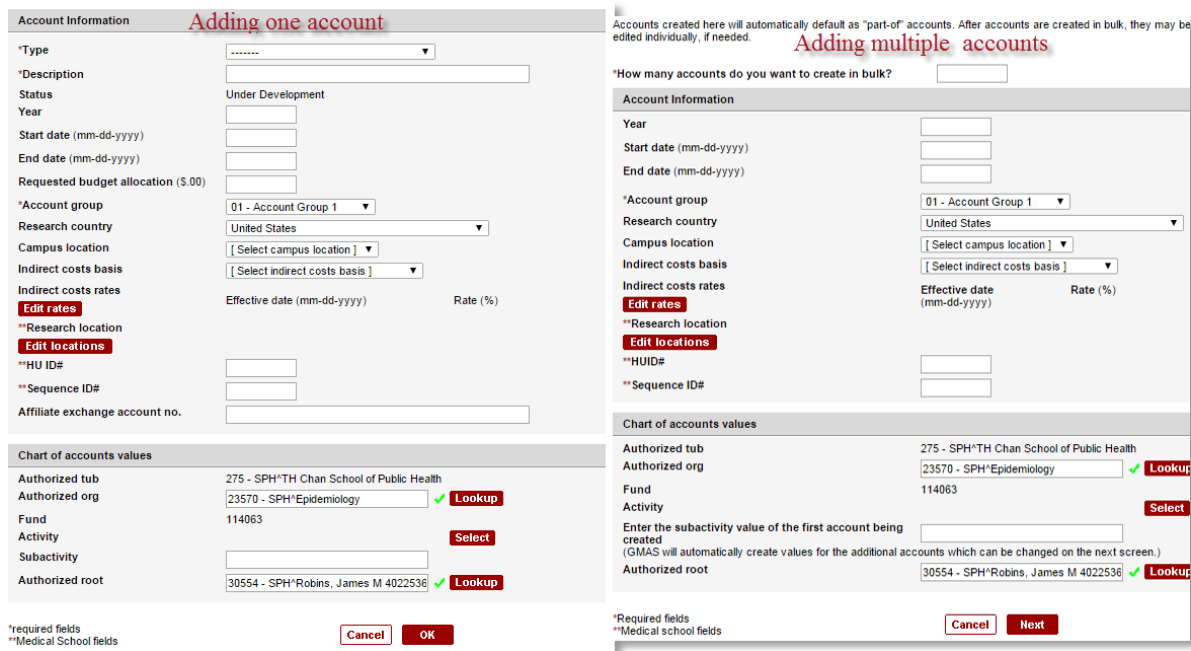 Account Information
Adding one account
*Type
-------
*Description
Status Under Development
Year
Start date (mm-dd-yyyy)
End date (mm-dd-yyyy)
Requested budget allocation ($.00)
*Account group 01 - Account Group 1
Research country United States
Campus location [ Select campus location ]
Indirect costs basis [ Select indirect costs basis ]
Indirect costs rates
Effective date (mm-dd-yyyy) Rate (%)
Edit rates
**Research location
Edit locations
**HU ID#
**Sequence ID#
Affiliate exchange account no.
Chart of accounts values
Authorized tub 275 - SPH^TH Chan School of Public Health
Authorized org 23570 - SPH^Epidemiology Lookup
Fund 114063
Activity Select
Subactivity
Authorized root 30554 - SPH^Robins, James M 4022536 Lookup
*required fields
**Medical School fields
Cancel OK
Accounts created here will automatically default as "part-of" accounts. After accounts are created in bulk, they may be
edited individually, if needed.
Adding multiple accounts
*How many accounts do you want to create in bulk?
Account Information
Year
Start date (mm-dd-yyyy)
End date (mm-dd-yyyy)
*Account group 01 - Account Group 1
Research country United States
Campus location [ Select campus location ]
Indirect costs basis [ Select indirect costs basis ]
Indirect costs rates
Effective date Rate (%)
(mm-dd-yyyy)
Edit rates
**Research location
Edit locations
**HUID#
**Sequence ID#
Chart of accounts values
Authorized tub 275 - SPH^TH Chan School of Public Health
Authorized org 23570 - SPH^Epidemiology Lookup
Fund 114063
Activity Select
Enter the subactivity value of the first account being
created
(GMAS will automatically create values for the additional accounts which can be changed on the next screen.)
Authorized root 30554 - SPH^Robins, James M 4022536 Lookup
*Required fields
**Medical school fields
Cancel Next